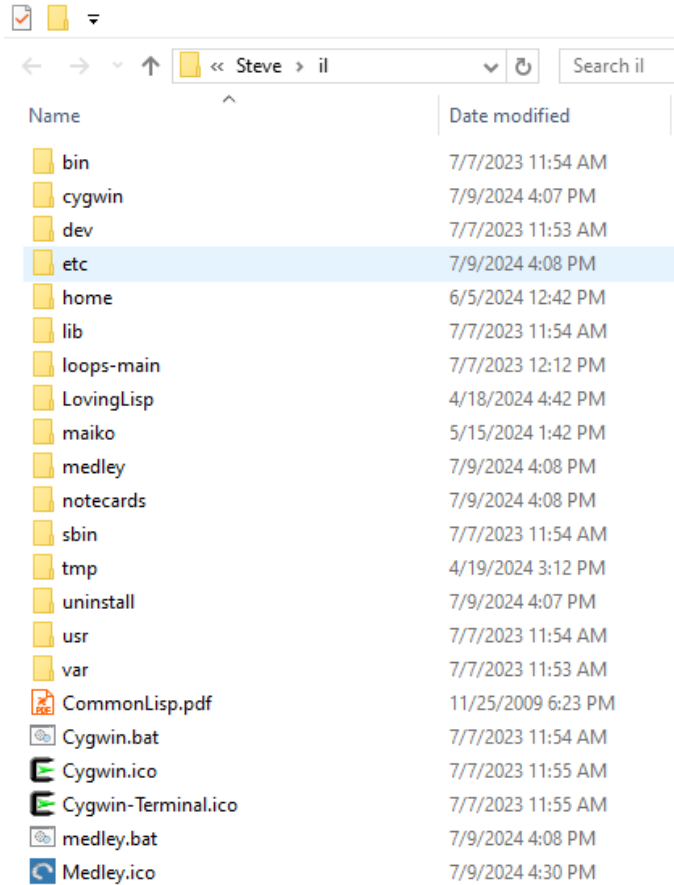 « Steve > il Search il
Name Date modified
bin 7/7/2023 11:54 AM
cygwin 7/9/2024 4:07 PM
dev 7/7/2023 11:53 AM
etc 7/9/2024 4:08 PM
home 6/5/2024 12:42 PM
lib 7/7/2023 11:54 AM
loops-main 7/7/2023 12:12 PM
LovingLisp 4/18/2024 4:42 PM
maiko 5/15/2024 1:42 PM
medley 7/9/2024 4:08 PM
notecards 7/9/2024 4:08 PM
sbin 7/7/2023 11:54 AM
tmp 4/19/2024 3:12 PM
uninstall 7/9/2024 4:07 PM
usr 7/7/2023 11:54 AM
var 7/7/2023 11:53 AM
CommonLisp.pdf 11/25/2009 6:23 PM
Cygwin.bat 7/7/2023 11:54 AM
Cygwin.ico 7/7/2023 11:55 AM
Cygwin-Terminal.ico 7/7/2023 11:55 AM
medley.bat 7/9/2024 4:08 PM
Medley.ico 7/9/2024 4:30 PM